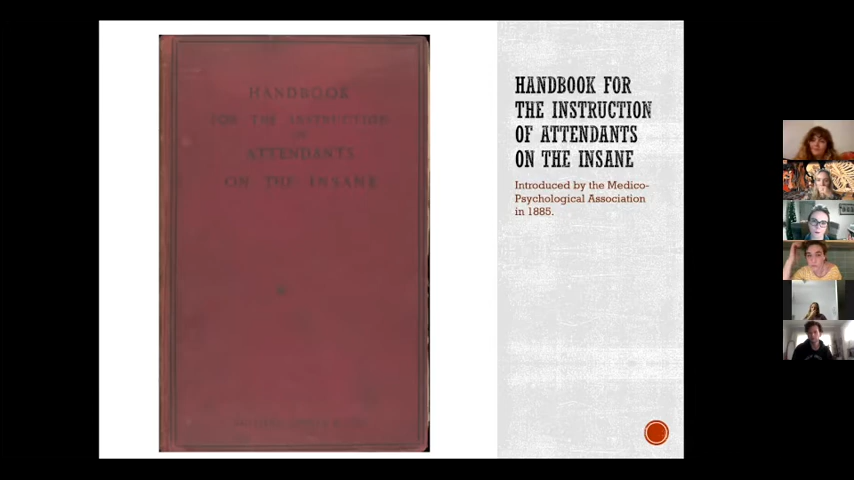 HANDBOOK
FOR THE INSTRUCTION
OF
ATTENDANTS
ON THE INSANE
HANDBOOK FOR
THE INSTRUCTION
OF ATTENDANTS
ON THE INSANE
Introduced by the Medico-
Psychological Association
in 1885.